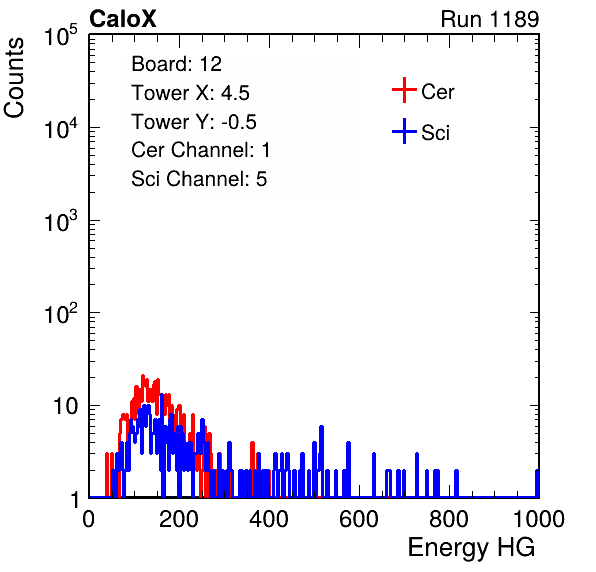 CaloX Run 1189
Counts
Board: 12
Tower X: 4.5
Tower Y: -0.5
Cer Channel: 1
Sci Channel: 5
Cer
Sci
10^5
10^4
10^3
10^2
10
1
0 200 400 600 800 1000
Energy HG